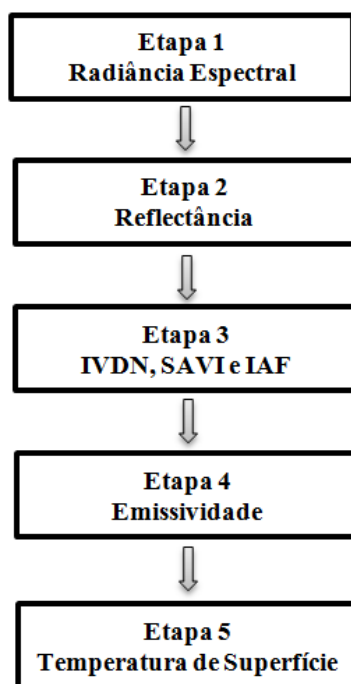 Etapa 1
Radiância Espectral
Etapa 2
Reflectância
Etapa 3
IVDN, SAVI e IAF
Etapa 4
Emissividade
Etapa 5
Temperatura de Superfície